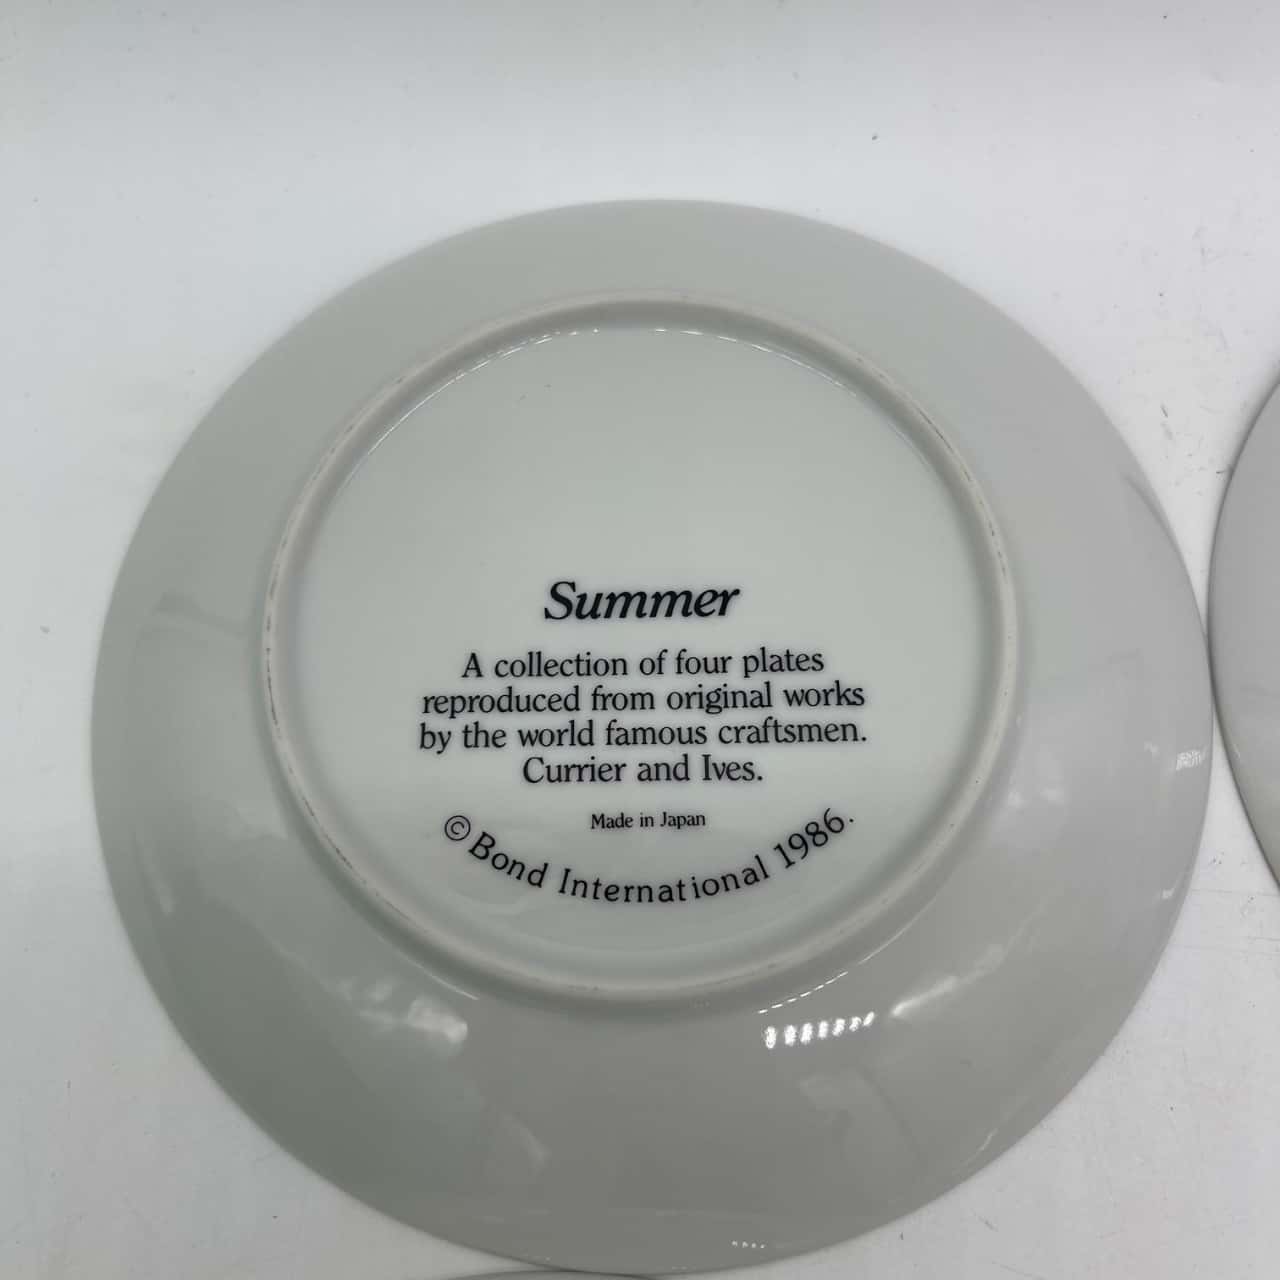 Summer
A collection of four plates
reproduced from original works
by the world famous craftsmen.
Currier and Ives.
Made in Japan
© Bond International 1986.